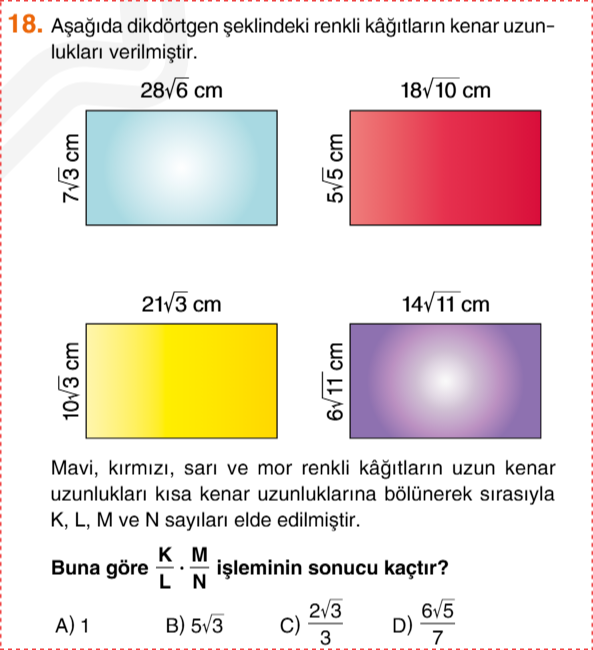 18. Aşağıda dikdörtgen şeklindeki renkli kâğıtların kenar uzun-
lukları verilmiştir.
28√6 cm
7√3 cm
18√10 cm
5√5 cm
21√3 cm
10√3 cm
14√11 cm
6√11 cm
Mavi, kırmızı, sarı ve mor renkli kâğıtların uzun kenar
uzunlukları kısa kenar uzunluklarına bölünerek sırasıyla
K, L, M ve N sayıları elde edilmiştir.
Buna göre K/L · M/N işleminin sonucu kaçtır?
A) 1 B) 5√3 C) 2√3/3 D) 6√5/7